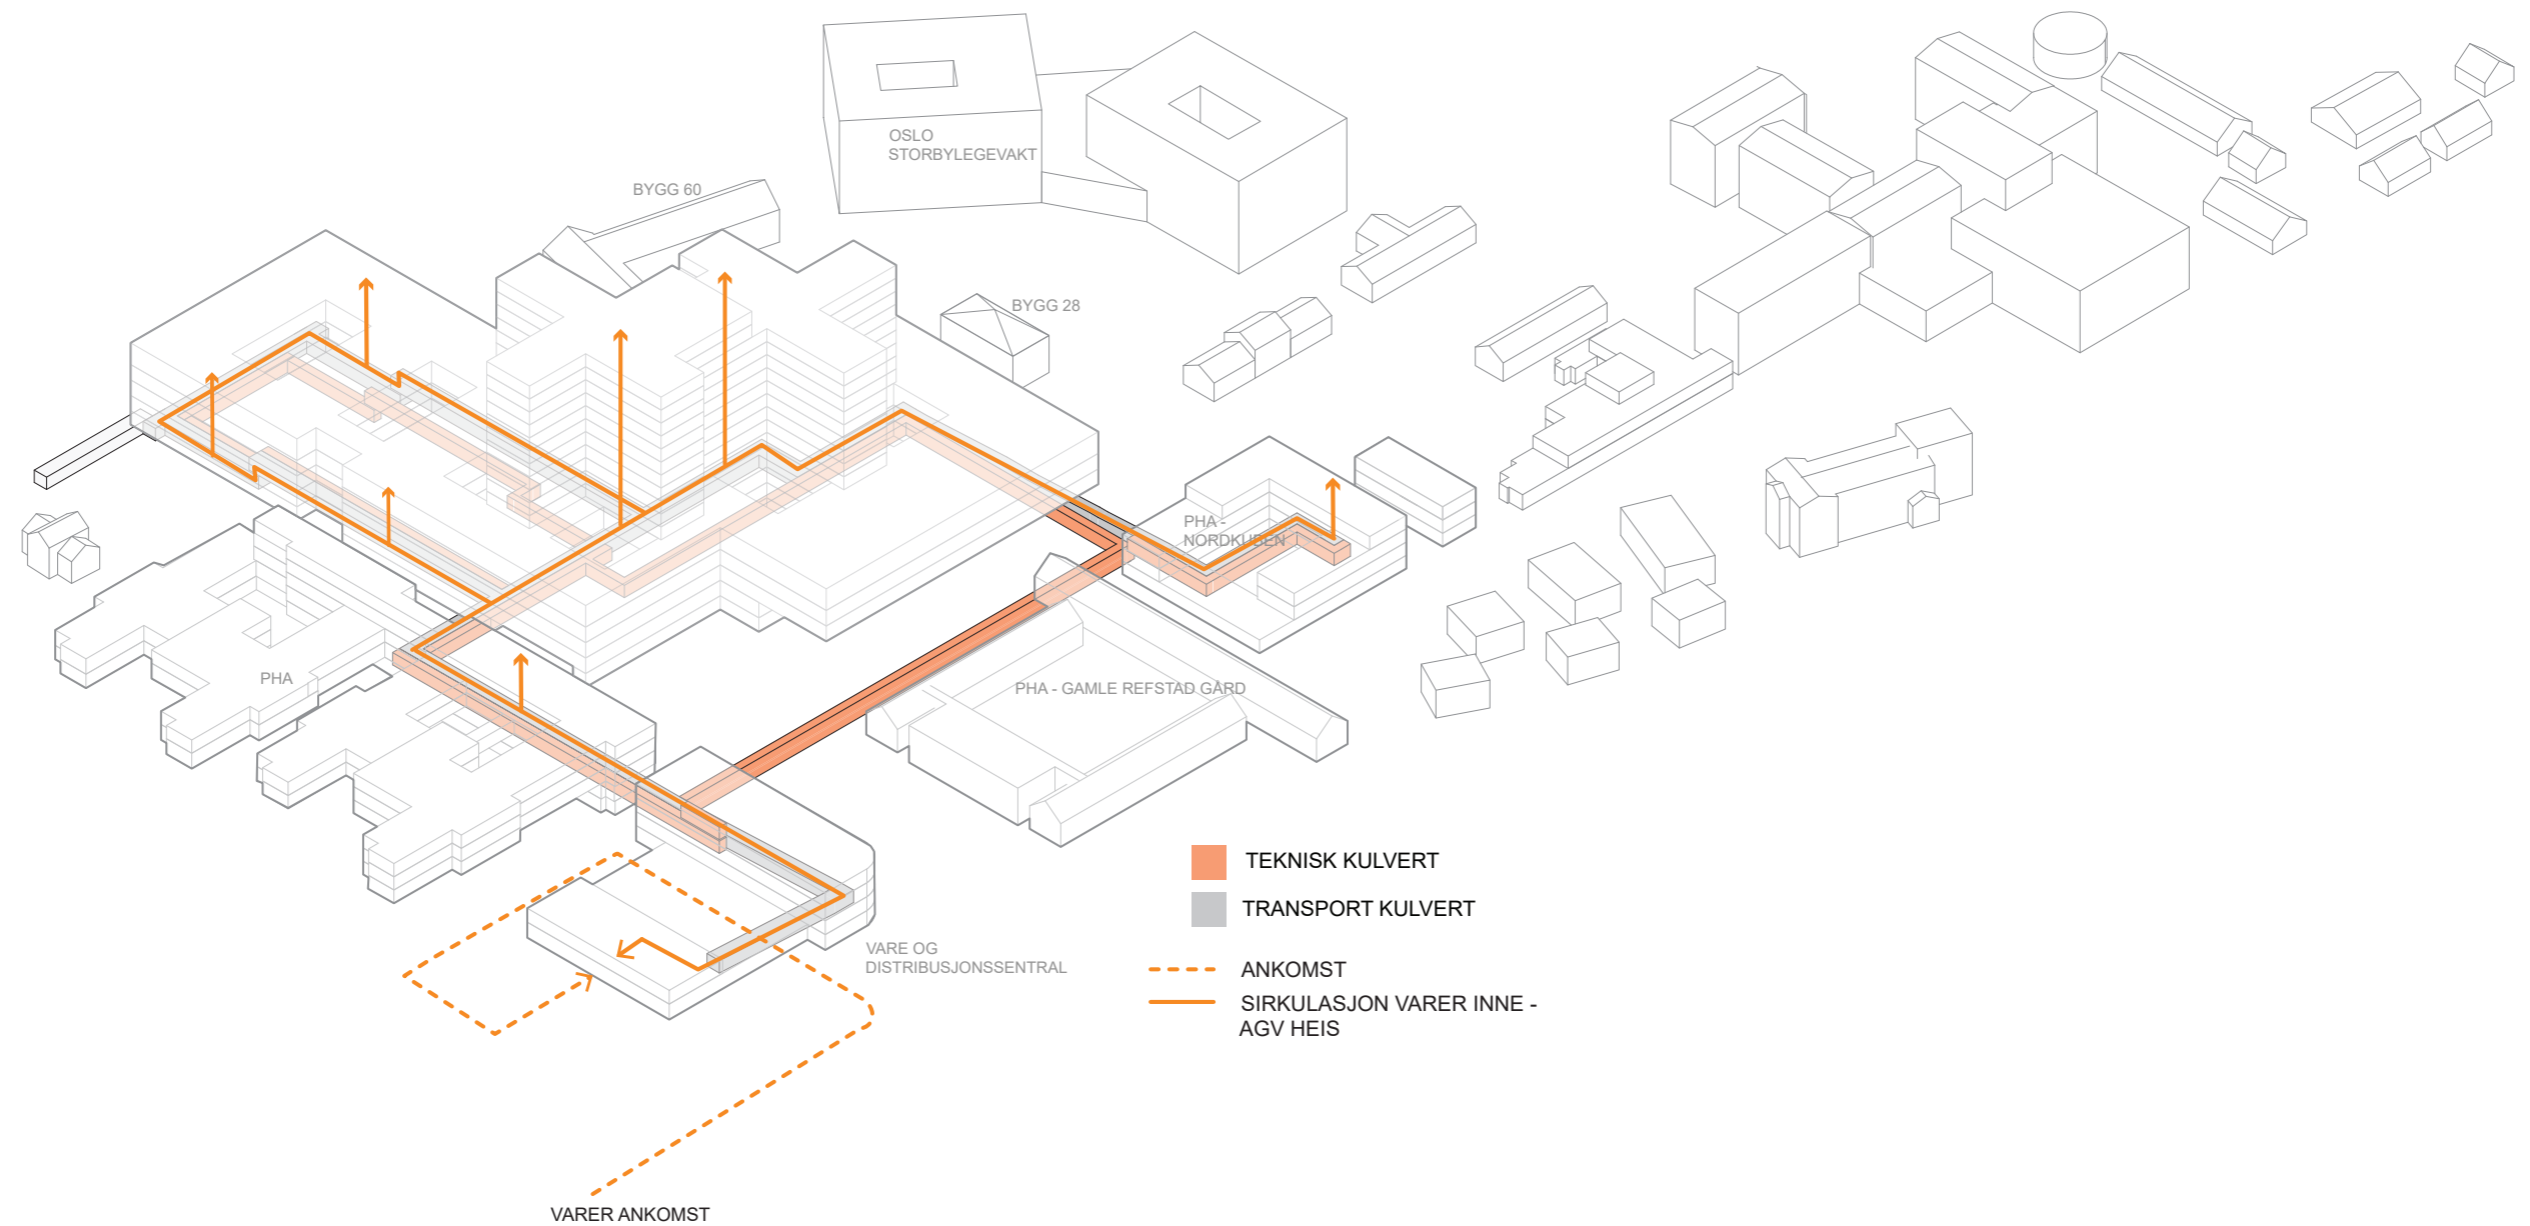 OSLO
STORBYLEGEVAKT
BYGG 60
BYGG 28
PHA -
NORDKUBEN
PHA
PHA - GAMLE REFSTAD GÅRD
TEKNISK KULVERT
TRANSPORT KULVERT
VARE OG
DISTRIBUSJONSSENTRAL
ANKOMST
SIRKULASJON VARER INNE -
AGV HEIS
VARER ANKOMST